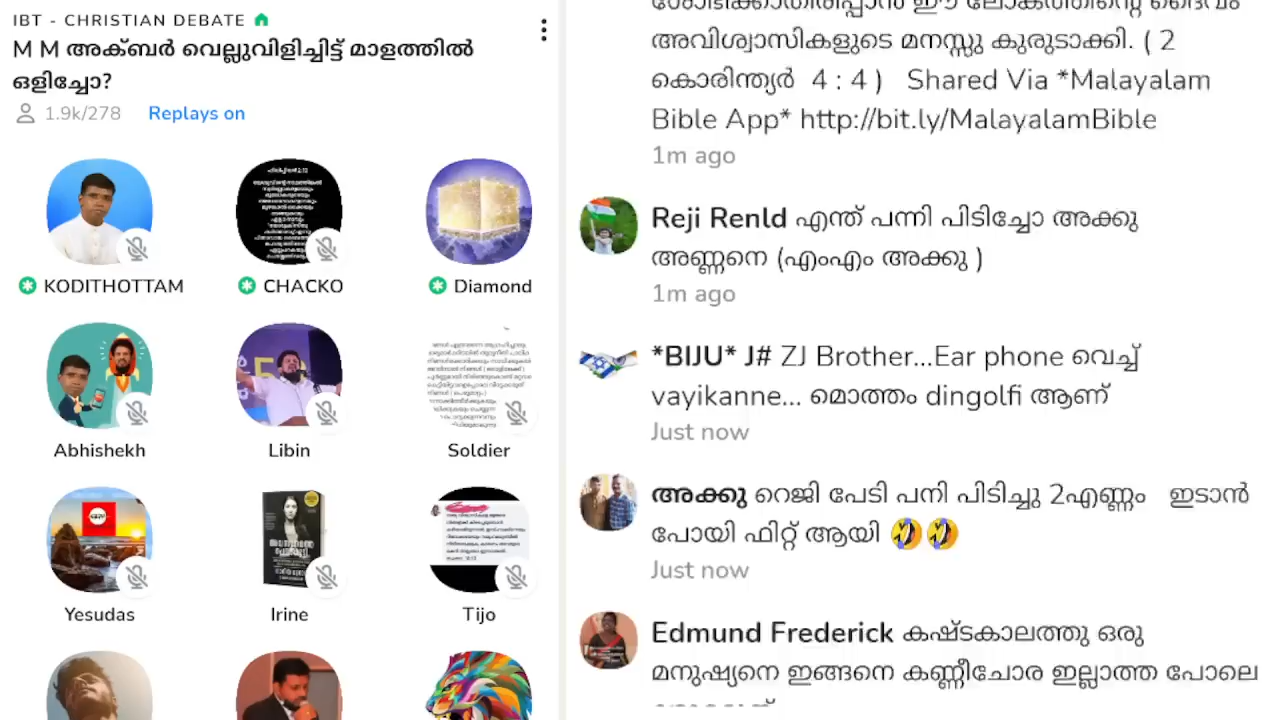 IBT - CHRISTIAN DEBATE
M M അക്ബർ വെല്ലുവിളിച്ചിട്ട് മാളത്തിൽ
ഒളിച്ചോ?
1.9k/278 Replays on
KODITHOTTAM
CHACKO
Diamond
Abhishekh
Libin
Soldier
Yesudas
Irine
Tijo
ശോഭിക്കാതിരിപ്പാൻ ഈ ലോകത്തിന്റെ ദൈവം
അവിശ്വാസികളുടെ മനസ്സു കുരുടാക്കി. ( 2
കൊരിന്ത്യർ 4 : 4 ) Shared Via *Malayalam
Bible App* http://bit.ly/MalayalamBible
1m ago
Reji Renld എന്ത് പന്നി പിടിച്ചോ അക്കു
അണ്ണനെ (എംഎം അക്കു )
1m ago
*BIJU* J# ZJ Brother...Ear phone വെച്ച്
vayikanne... മൊത്തം dingolfi ആണ്
Just now
അക്കു റെജി പേടി പനി പിടിച്ചു 2എണ്ണം ഇടാൻ
പോയി ഫിറ്റ് ആയി 🤣🤣
Just now
Edmund Frederick കഷ്ടകാലത്തു ഒരു
മനുഷ്യനെ ഇങ്ങനെ കണ്ണീചോര ഇല്ലാത്ത പോലെ